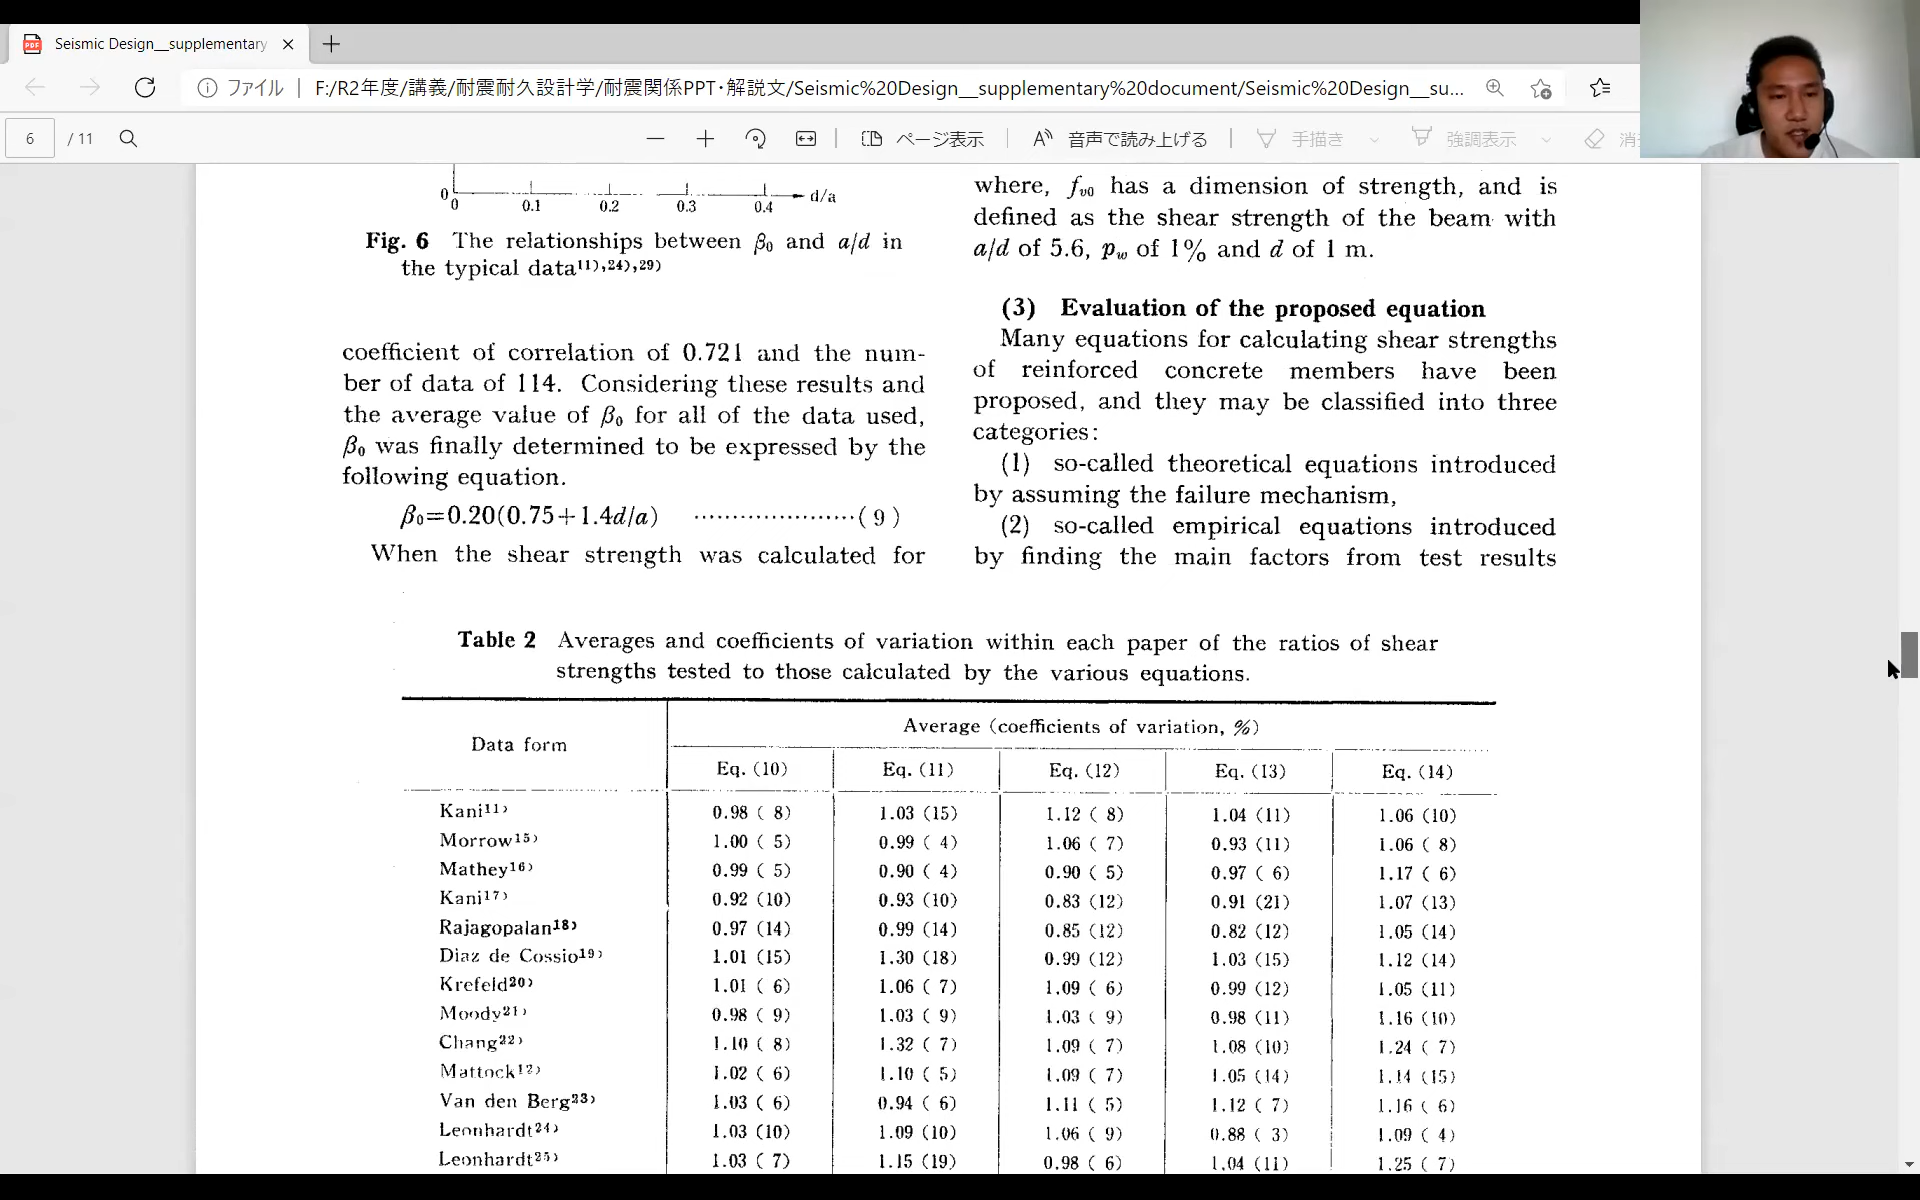 Seismic Design__supplementary
ファイル
F:/R2年度/講義/耐震耐久設計学/耐震関係PPT・解説文/Seismic%20Design__supplementary%20document/Seismic%20Design__su...
6 / 11
ページ表示
音声で読み上げる
手描き
強調表示
0
0 0.1 0.2 0.3 0.4 d/a
Fig. 6 The relationships between β₀ and a/d in
the typical data¹¹⁾,²⁴⁾,²⁹⁾
coefficient of correlation of 0.721 and the num-
ber of data of 114. Considering these results and
the average value of β₀ for all of the data used,
β₀ was finally determined to be expressed by the
following equation.
β₀=0.20(0.75+1.4d/a) ·····················( 9 )
When the shear strength was calculated for
where, fᵥ₀ has a dimension of strength, and is
defined as the shear strength of the beam with
a/d of 5.6, p_w of 1% and d of 1 m.
(3) Evaluation of the proposed equation
Many equations for calculating shear strengths
of reinforced concrete members have been
proposed, and they may be classified into three
categories:
(1) so-called theoretical equations introduced
by assuming the failure mechanism,
(2) so-called empirical equations introduced
by finding the main factors from test results
Table 2 Averages and coefficients of variation within each paper of the ratios of shear
strengths tested to those calculated by the various equations.
Data form
Average (coefficients of variation, %)
Eq. (10) Eq. (11) Eq. (12) Eq. (13) Eq. (14)
Kani¹¹⁾ 0.98 ( 8) 1.03 (15) 1.12 ( 8) 1.04 (11) 1.06 (10)
Morrow¹⁵⁾ 1.00 ( 5) 0.99 ( 4) 1.06 ( 7) 0.93 (11) 1.06 ( 8)
Mathey¹⁶⁾ 0.99 ( 5) 0.90 ( 4) 0.90 ( 5) 0.97 ( 6) 1.17 ( 6)
Kani¹⁷⁾ 0.92 (10) 0.93 (10) 0.83 (12) 0.91 (21) 1.07 (13)
Rajagopalan¹⁸⁾ 0.97 (14) 0.99 (14) 0.85 (12) 0.82 (12) 1.05 (14)
Diaz de Cossio¹⁹⁾ 1.01 (15) 1.30 (18) 0.99 (12) 1.03 (15) 1.12 (14)
Krefeld²⁰⁾ 1.01 ( 6) 1.06 ( 7) 1.09 ( 6) 0.99 (12) 1.05 (11)
Moody²¹⁾ 0.98 ( 9) 1.03 ( 9) 1.03 ( 9) 0.98 (11) 1.16 (10)
Chang²²⁾ 1.10 ( 8) 1.32 ( 7) 1.09 ( 7) 1.08 (10) 1.24 ( 7)
Mattock¹²⁾ 1.02 ( 6) 1.10 ( 5) 1.09 ( 7) 1.05 (14) 1.14 (15)
Van den Berg²³⁾ 1.03 ( 6) 0.94 ( 6) 1.11 ( 5) 1.12 ( 7) 1.16 ( 6)
Leonhardt²⁴⁾ 1.03 (10) 1.09 (10) 1.06 ( 9) 0.88 ( 3) 1.09 ( 4)
Leonhardt²⁵⁾ 1.03 ( 7) 1.15 (19) 0.98 ( 6) 1.04 (11) 1.25 ( 7)